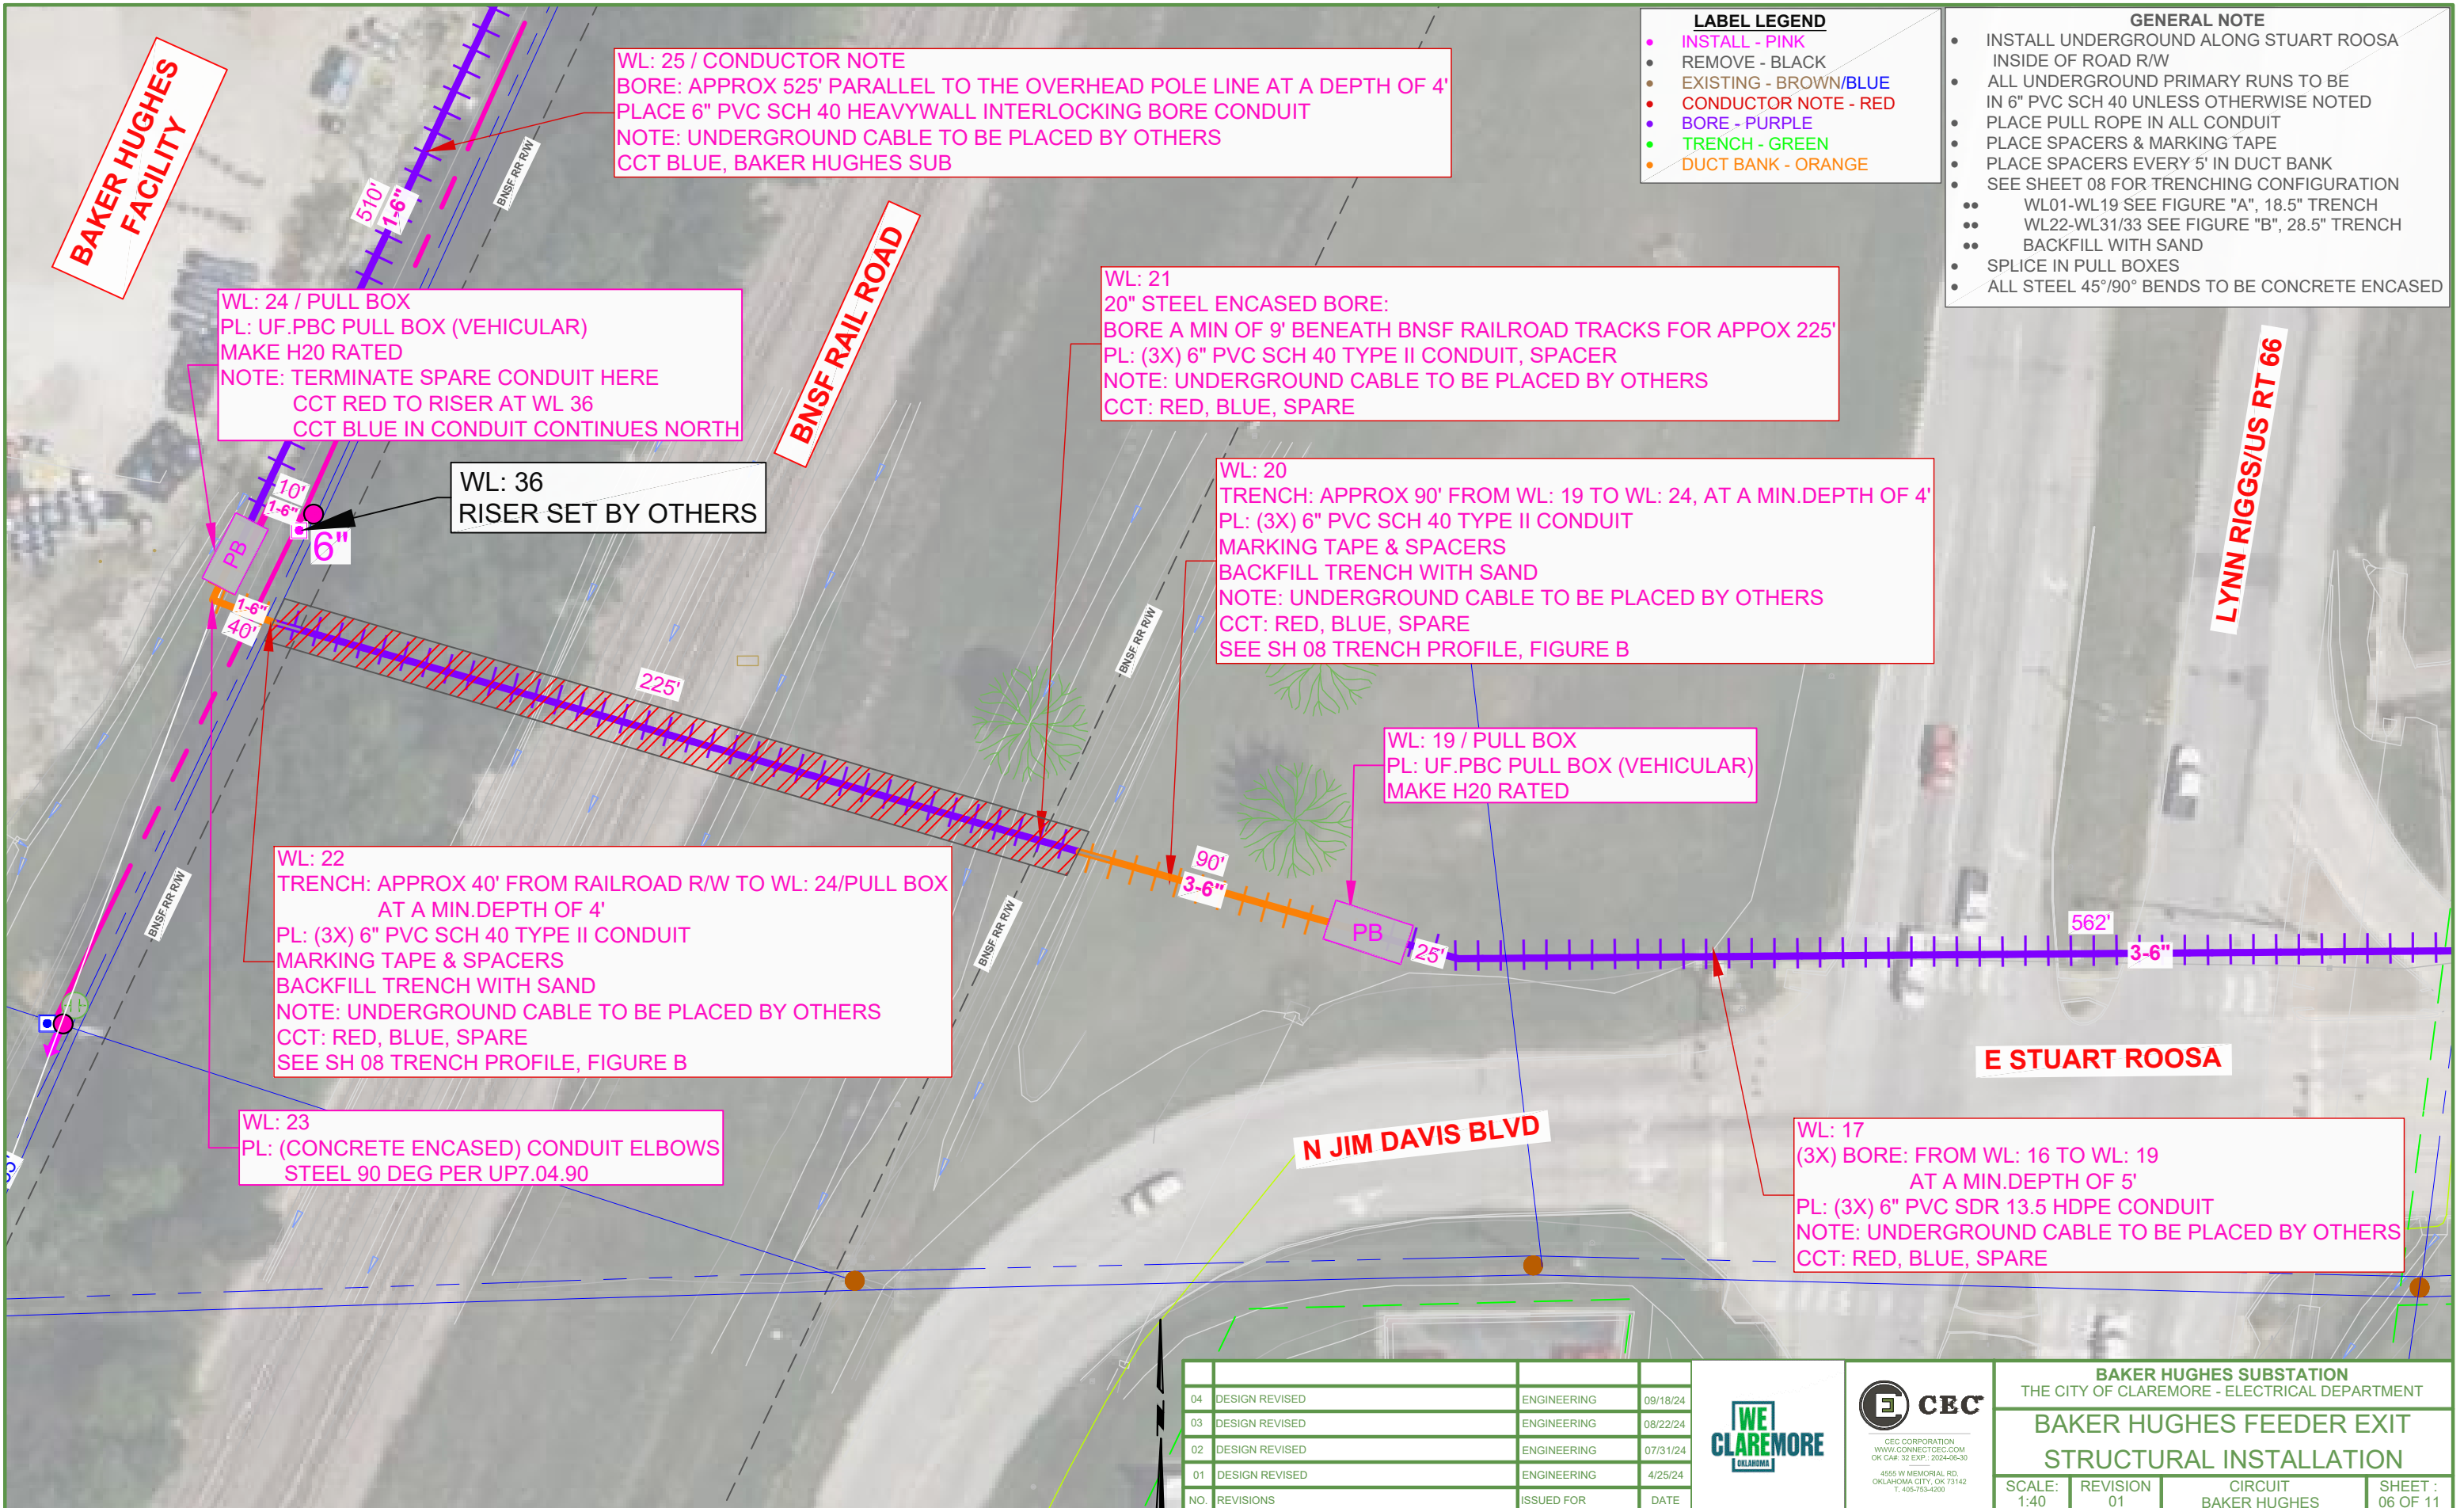 BAKER HUGHES
FACILITY
WL: 25 / CONDUCTOR NOTE
BORE: APPROX 525' PARALLEL TO THE OVERHEAD POLE LINE AT A DEPTH OF 4'
PLACE 6" PVC SCH 40 HEAVYWALL INTERLOCKING BORE CONDUIT
NOTE: UNDERGROUND CABLE TO BE PLACED BY OTHERS
CCT BLUE, BAKER HUGHES SUB
LABEL LEGEND
• INSTALL - PINK
• REMOVE - BLACK
• EXISTING - BROWN/BLUE
• CONDUCTOR NOTE - RED
• BORE - PURPLE
• TRENCH - GREEN
• DUCT BANK - ORANGE
GENERAL NOTE
• INSTALL UNDERGROUND ALONG STUART ROOSA
INSIDE OF ROAD R/W
• ALL UNDERGROUND PRIMARY RUNS TO BE
IN 6" PVC SCH 40 UNLESS OTHERWISE NOTED
• PLACE PULL ROPE IN ALL CONDUIT
• PLACE SPACERS & MARKING TAPE
• PLACE SPACERS EVERY 5' IN DUCT BANK
• SEE SHEET 08 FOR TRENCHING CONFIGURATION
•• WL01-WL19 SEE FIGURE "A", 18.5" TRENCH
•• WL22-WL31/33 SEE FIGURE "B", 28.5" TRENCH
•• BACKFILL WITH SAND
• SPLICE IN PULL BOXES
• ALL STEEL 45°/90° BENDS TO BE CONCRETE ENCASED
510'
1-6"
BNSF RR R/W
BNSF RAIL ROAD
WL: 24 / PULL BOX
PL: UF.PBC PULL BOX (VEHICULAR)
MAKE H20 RATED
NOTE: TERMINATE SPARE CONDUIT HERE
CCT RED TO RISER AT WL 36
CCT BLUE IN CONDUIT CONTINUES NORTH
WL: 21
20" STEEL ENCASED BORE:
BORE A MIN OF 9' BENEATH BNSF RAILROAD TRACKS FOR APPOX 225'
PL: (3X) 6" PVC SCH 40 TYPE II CONDUIT, SPACER
NOTE: UNDERGROUND CABLE TO BE PLACED BY OTHERS
CCT: RED, BLUE, SPARE
LYNN RIGGS/US RT 66
WL: 36
RISER SET BY OTHERS
10'
1-6"
6"
PB
1-6"
40'
WL: 20
TRENCH: APPROX 90' FROM WL: 19 TO WL: 24, AT A MIN.DEPTH OF 4'
PL: (3X) 6" PVC SCH 40 TYPE II CONDUIT
MARKING TAPE & SPACERS
BACKFILL TRENCH WITH SAND
NOTE: UNDERGROUND CABLE TO BE PLACED BY OTHERS
CCT: RED, BLUE, SPARE
SEE SH 08 TRENCH PROFILE, FIGURE B
BNSF RR R/W
225'
WL: 19 / PULL BOX
PL: UF.PBC PULL BOX (VEHICULAR)
MAKE H20 RATED
90'
3-6"
PB
25'
562'
3-6"
WL: 22
TRENCH: APPROX 40' FROM RAILROAD R/W TO WL: 24/PULL BOX
AT A MIN.DEPTH OF 4'
PL: (3X) 6" PVC SCH 40 TYPE II CONDUIT
MARKING TAPE & SPACERS
BACKFILL TRENCH WITH SAND
NOTE: UNDERGROUND CABLE TO BE PLACED BY OTHERS
CCT: RED, BLUE, SPARE
SEE SH 08 TRENCH PROFILE, FIGURE B
BNSF RR R/W
BNSF RR R/W
E STUART ROOSA
WL: 23
PL: (CONCRETE ENCASED) CONDUIT ELBOWS
STEEL 90 DEG PER UP7.04.90
N JIM DAVIS BLVD
WL: 17
(3X) BORE: FROM WL: 16 TO WL: 19
AT A MIN.DEPTH OF 5'
PL: (3X) 6" PVC SDR 13.5 HDPE CONDUIT
NOTE: UNDERGROUND CABLE TO BE PLACED BY OTHERS
CCT: RED, BLUE, SPARE
N
04 DESIGN REVISED ENGINEERING 09/18/24
03 DESIGN REVISED ENGINEERING 08/22/24
02 DESIGN REVISED ENGINEERING 07/31/24
01 DESIGN REVISED ENGINEERING 4/25/24
NO. REVISIONS ISSUED FOR DATE
WE
CLAREMORE
OKLAHOMA
E CEC
CEC CORPORATION
WWW.CONNECTCEC.COM
OK CA#: 32 EXP.: 2024-06-30
4555 W MEMORIAL RD.
OKLAHOMA CITY, OK 73142
T. 405-753-4200
BAKER HUGHES SUBSTATION
THE CITY OF CLAREMORE - ELECTRICAL DEPARTMENT
BAKER HUGHES FEEDER EXIT
STRUCTURAL INSTALLATION
SCALE:
1:40
REVISION
01
CIRCUIT
BAKER HUGHES
SHEET :
06 OF 11